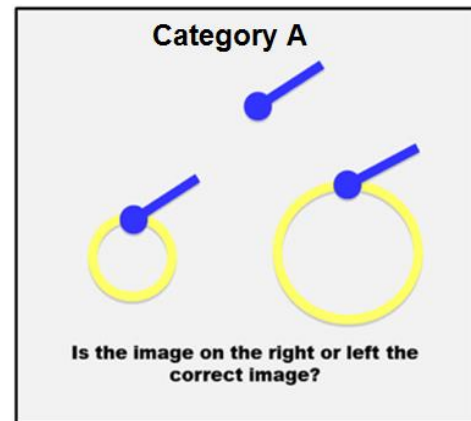 Category A
Is the image on the right or left the
correct image?